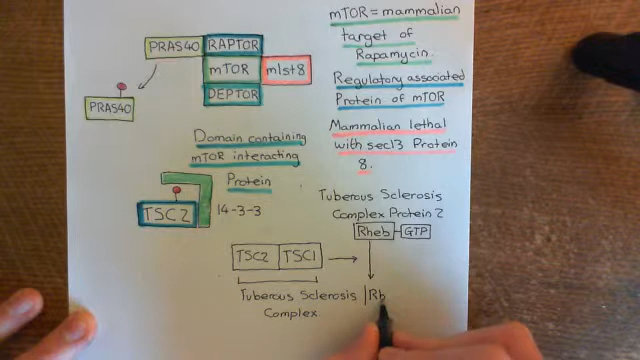 mTOR = mammalian
target of
Rapamycin.
PRAS40 RAPTOR
mTOR mlst8
DEPTOR
PRAS40
Regulatory associated
Protein of mTOR
Mammalian lethal
with sec13 Protein
8.
Domain containing
mTOR interacting
Protein
TSC2 14-3-3
Tuberous Sclerosis
Complex Protein 2
Rheb GTP
TSC2 TSC1
Tuberous Sclerosis
Complex.
Rh